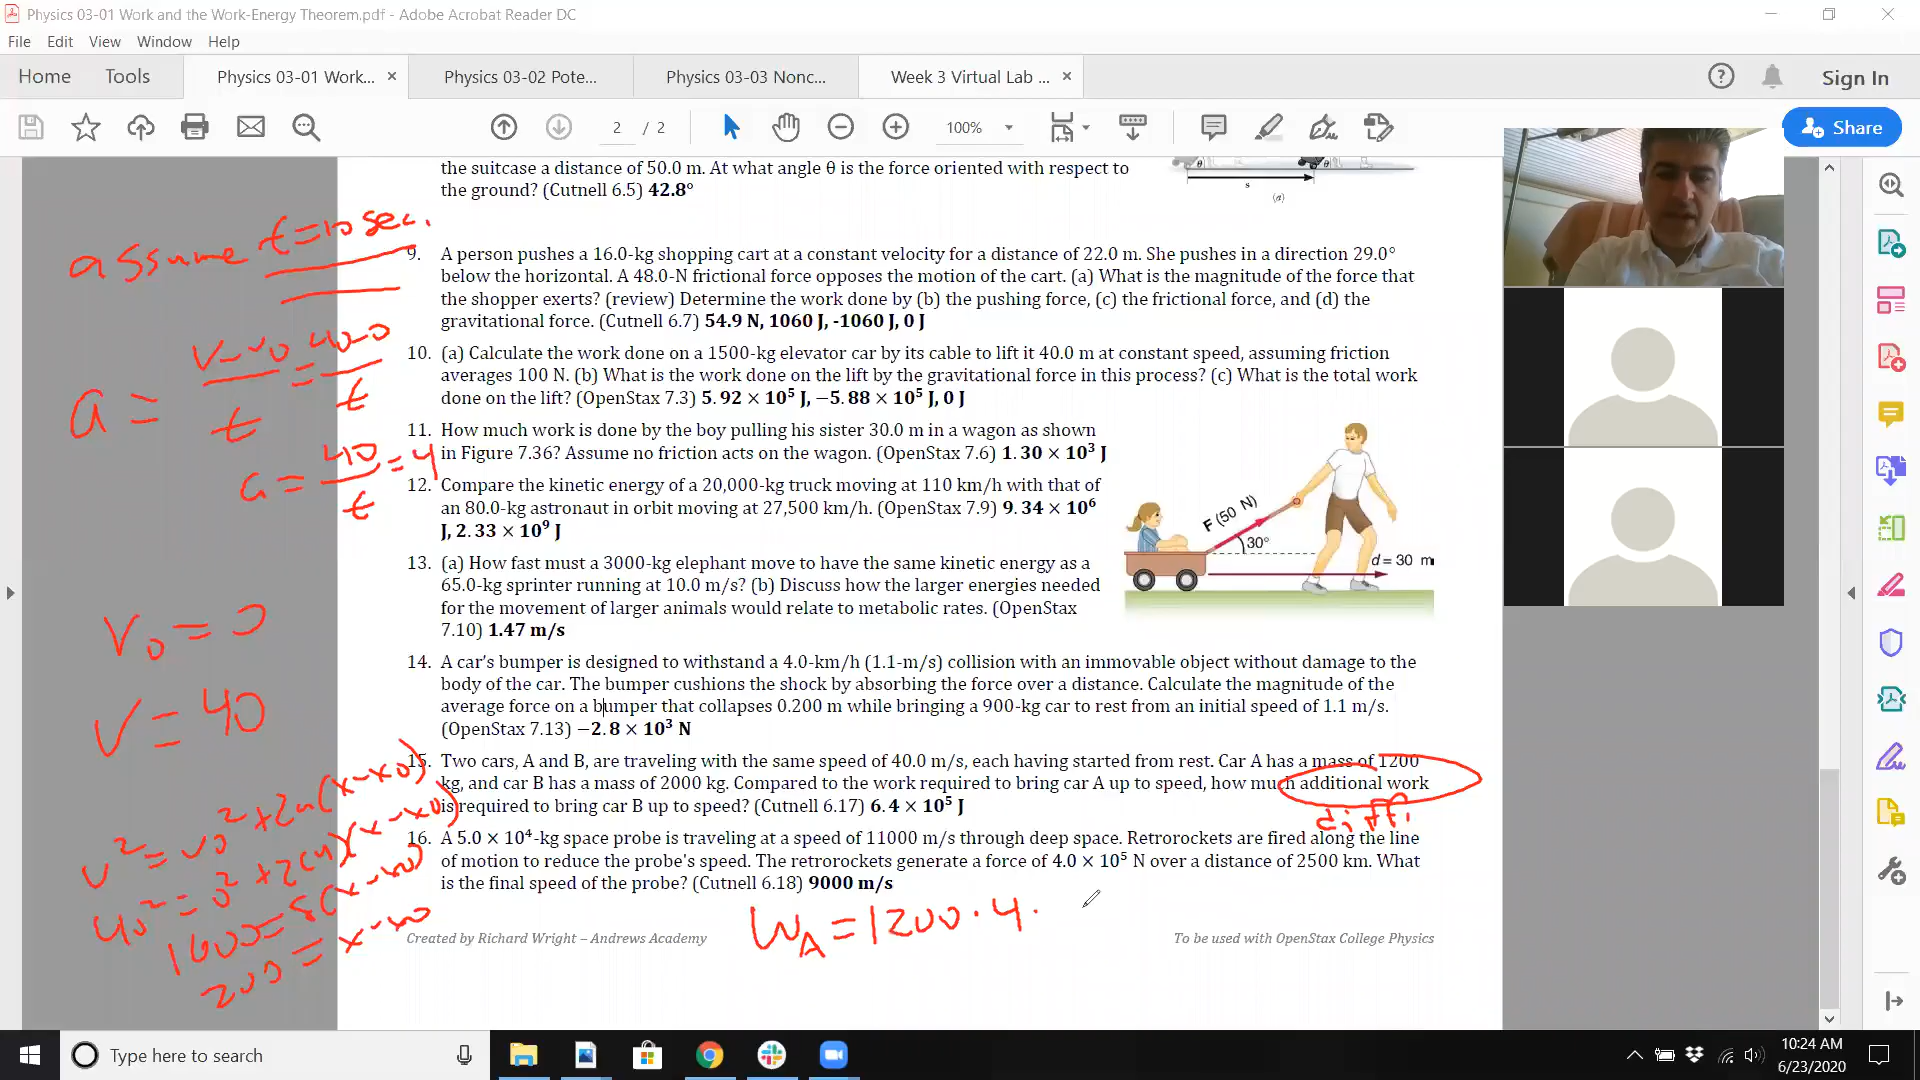 Physics 03-01 Work and the Work-Energy Theorem.pdf - Adobe Acrobat Reader DC
File Edit View Window Help
Home Tools Physics 03-01 Work... × Physics 03-02 Pote... Physics 03-03 Nonc... Week 3 Virtual Lab ... × Sign In
2 / 2 100% Share
the suitcase a distance of 50.0 m. At what angle θ is the force oriented with respect to
the ground? (Cutnell 6.5) 42.8°
θ θ
s
(a)
assume t=10 sec.
9. A person pushes a 16.0-kg shopping cart at a constant velocity for a distance of 22.0 m. She pushes in a direction 29.0°
below the horizontal. A 48.0-N frictional force opposes the motion of the cart. (a) What is the magnitude of the force that
the shopper exerts? (review) Determine the work done by (b) the pushing force, (c) the frictional force, and (d) the
gravitational force. (Cutnell 6.7) 54.9 N, 1060 J, -1060 J, 0 J
a = v-v0/t = 40-0/t
10. (a) Calculate the work done on a 1500-kg elevator car by its cable to lift it 40.0 m at constant speed, assuming friction
averages 100 N. (b) What is the work done on the lift by the gravitational force in this process? (c) What is the total work
done on the lift? (OpenStax 7.3) 5.92 × 10⁵ J, −5.88 × 10⁵ J, 0 J
a = 40/t = 4
11. How much work is done by the boy pulling his sister 30.0 m in a wagon as shown
in Figure 7.36? Assume no friction acts on the wagon. (OpenStax 7.6) 1.30 × 10³ J
12. Compare the kinetic energy of a 20,000-kg truck moving at 110 km/h with that of
an 80.0-kg astronaut in orbit moving at 27,500 km/h. (OpenStax 7.9) 9.34 × 10⁶
J, 2.33 × 10⁹ J
F (50 N)
30°
d = 30 m
13. (a) How fast must a 3000-kg elephant move to have the same kinetic energy as a
65.0-kg sprinter running at 10.0 m/s? (b) Discuss how the larger energies needed
for the movement of larger animals would relate to metabolic rates. (OpenStax
7.10) 1.47 m/s
v0 = 0
v = 40
14. A car's bumper is designed to withstand a 4.0-km/h (1.1-m/s) collision with an immovable object without damage to the
body of the car. The bumper cushions the shock by absorbing the force over a distance. Calculate the magnitude of the
average force on a bumper that collapses 0.200 m while bringing a 900-kg car to rest from an initial speed of 1.1 m/s.
(OpenStax 7.13) −2.8 × 10³ N
15. Two cars, A and B, are traveling with the same speed of 40.0 m/s, each having started from rest. Car A has a mass of 1200
kg, and car B has a mass of 2000 kg. Compared to the work required to bring car A up to speed, how much additional work
is required to bring car B up to speed? (Cutnell 6.17) 6.4 × 10⁵ J
diff.
v² = v0² + 2a(x-x0)
40² = 0² + 2(4)(x-x0)
1600 = 8(x-x0)
200 = x-x0
16. A 5.0 × 10⁴-kg space probe is traveling at a speed of 11000 m/s through deep space. Retrorockets are fired along the line
of motion to reduce the probe's speed. The retrorockets generate a force of 4.0 × 10⁵ N over a distance of 2500 km. What
is the final speed of the probe? (Cutnell 6.18) 9000 m/s
WA = 1200 · 4 ·
Created by Richard Wright – Andrews Academy To be used with OpenStax College Physics
Type here to search
10:24 AM
6/23/2020